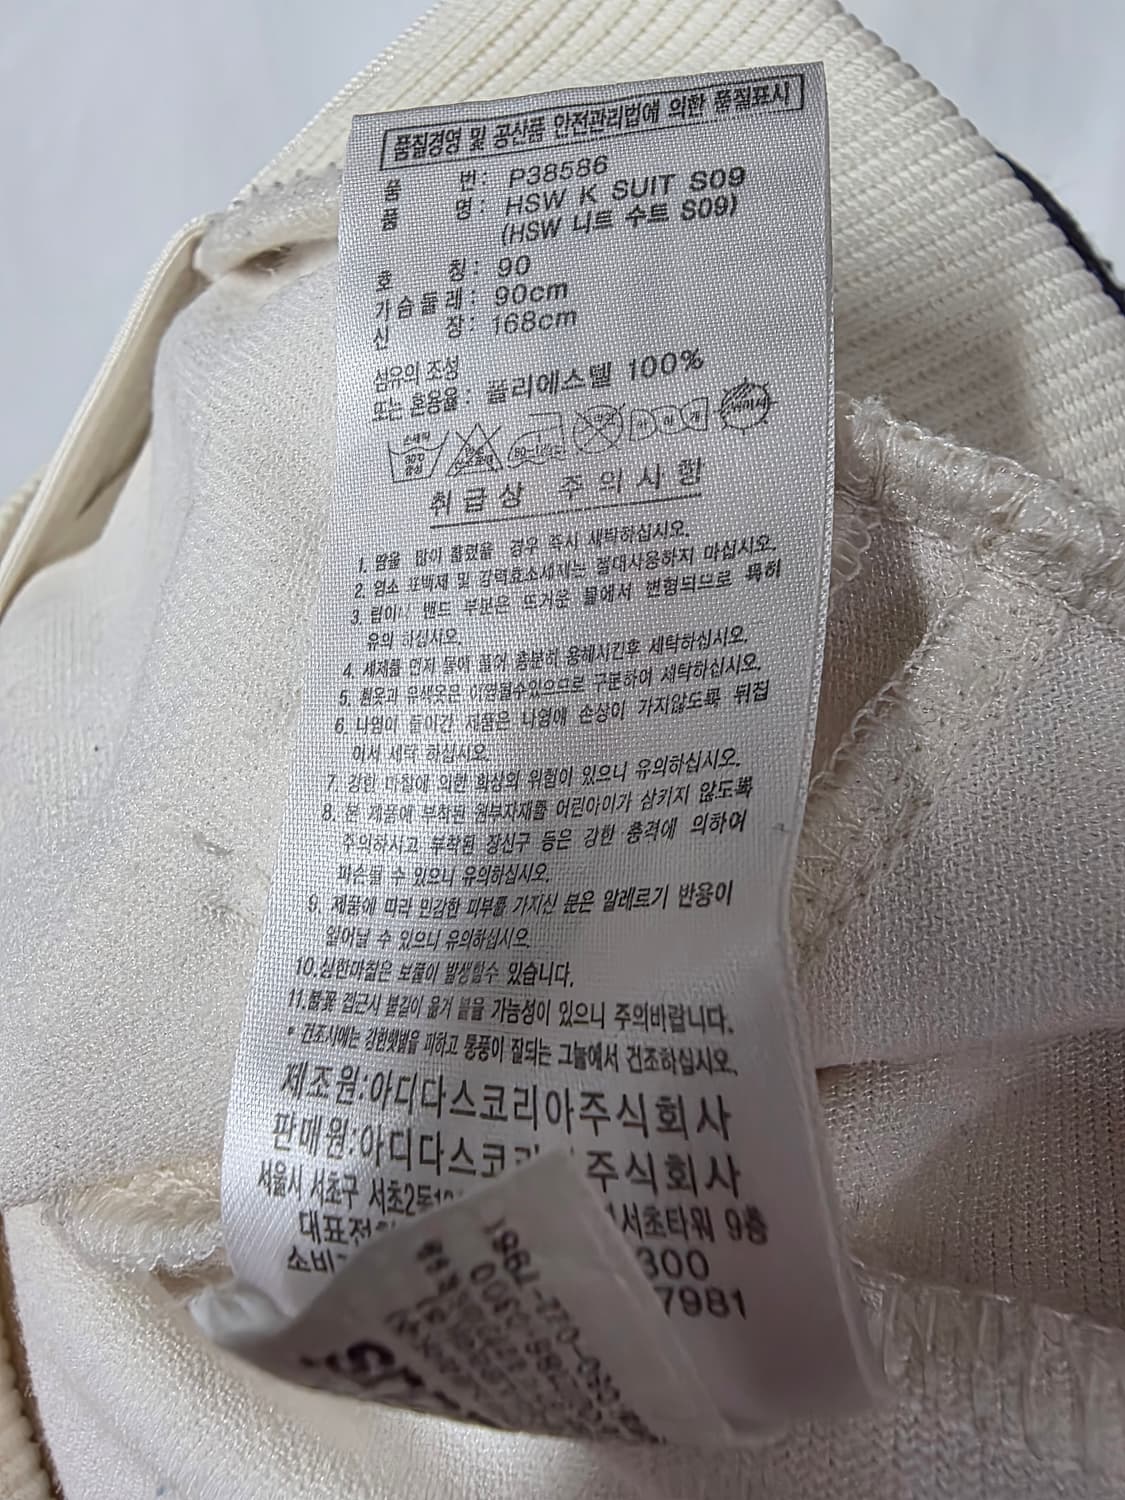 품질경영 및 공산품 안전관리법에 의한 품질표시
품 번: P38586
품 명: HSW K SUIT S09
(HSW 니트 수트 S09)
호 칭: 90
가슴둘레: 90cm
신 장: 168cm
섬유의 조성
또는 혼용율: 폴리에스텔 100%
취급상 주의사항
1. 땀을 많이 흘렸을 경우 즉시 세탁하십시오.
2. 염소 표백제 및 강력효소세제는 절대사용하지 마십시오.
3. 립이나 밴드 부분은 뜨거운 물에서 변형되므로 특히
유의 하십시오.
4. 세제를 먼저 물에 풀어 충분히 용해시킨후 세탁하십시오.
5. 흰옷과 유색옷은 이염될수있으므로 구분하여 세탁하십시오.
6. 나염이 들어간 제품은 나염에 손상이 가지않도록 뒤집
어서 세탁 하십시오.
7. 강한 마찰에 의한 화상의 위험이 있으니 유의하십시오.
8. 본 제품에 부착된 원부자재를 어린아이가 삼키지 않도록
주의하시고 부착된 장신구 등은 강한 충격에 의하여
파손될 수 있으니 유의하십시오.
9. 제품에 따라 민감한 피부를 가지신 분은 알레르기 반응이
일어날 수 있으니 유의하십시오.
10.심한마찰은 보풀이 발생할수 있습니다.
11.불꽃 접근시 불길이 옮겨 붙을 가능성이 있으니 주의바랍니다.
* 건조시에는 강한햇볕을 피하고 통풍이 잘되는 그늘에서 건조하십시오.
제조원:아디다스코리아주식회사
판매원:아디다스코리 주식회사
서울시 서초구 서초2동 서초타워 9층
대표전 300
소비 7981